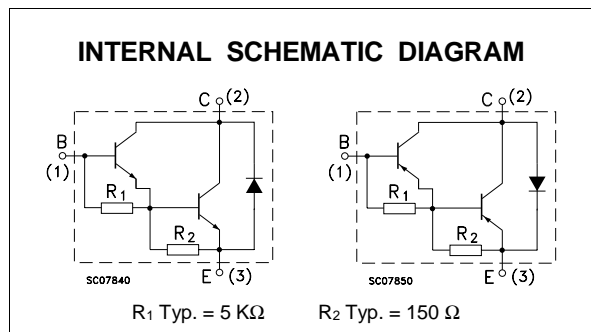 INTERNAL SCHEMATIC DIAGRAM
C (2)
B
(1)
R1
R2
E (3)
SC07840
C (2)
B
(1)
R1
R2
E (3)
SC07850
R1 Typ. = 5 KΩ R2 Typ. = 150 Ω